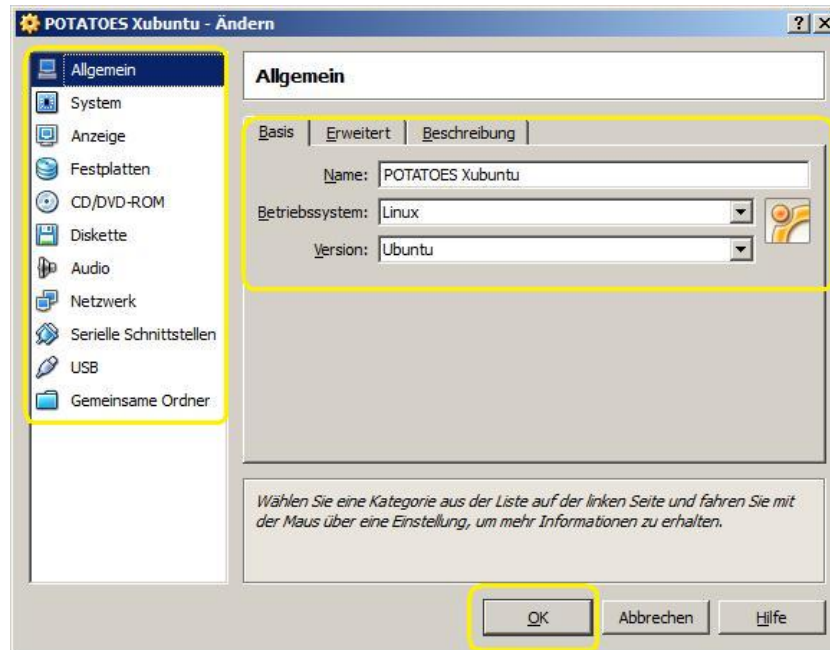 POTATOES Xubuntu - Ändern
Allgemein
System
Anzeige
Festplatten
CD/DVD-ROM
Diskette
Audio
Netzwerk
Serielle Schnittstellen
USB
Gemeinsame Ordner
Allgemein
Basis Erweitert Beschreibung
Name: POTATOES Xubuntu
Betriebssystem: Linux
Version: Ubuntu
Wählen Sie eine Kategorie aus der Liste auf der linken Seite und fahren Sie mit
der Maus über eine Einstellung, um mehr Informationen zu erhalten.
OK Abbrechen Hilfe